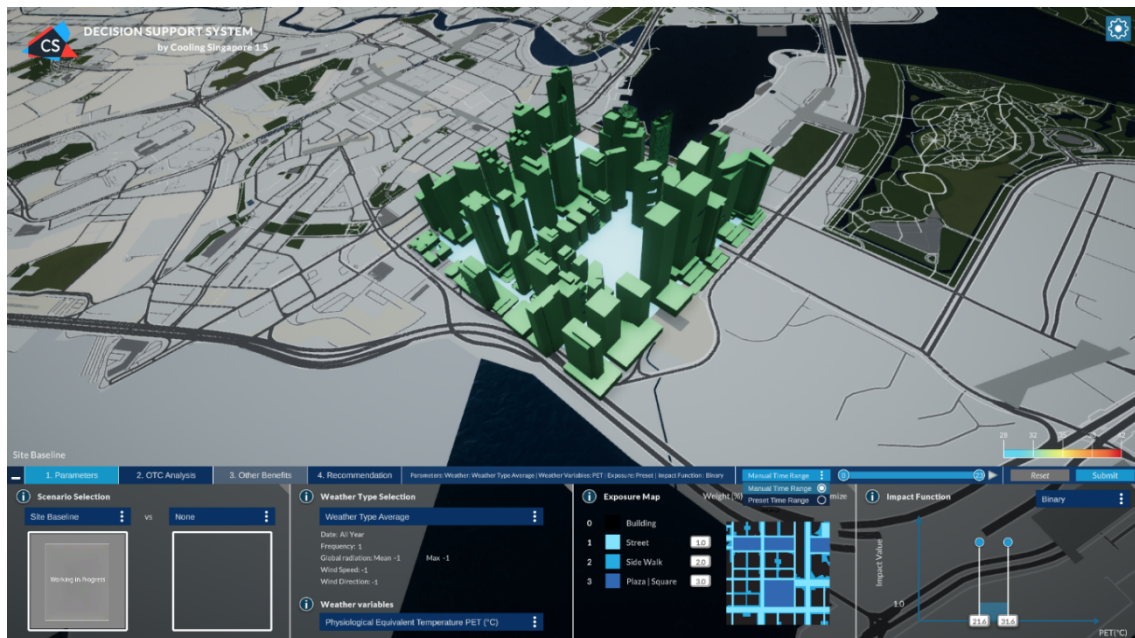 CS
DECISION SUPPORT SYSTEM
by Cooling Singapore 1.5
Site Baseline
29 32 42
1. Parameters
2. OTC Analysis
3. Other Benefits
4. Recommendation
Parameters: Weather: Weather Type Average | Weather Variables: PET | Exposure: Preset | Impact Function : Binary
Manual Time Range
0
23
Reset
Submit
Manual Time Range
Preset Time Range
Scenario Selection
Site Baseline
vs
None
Working in Progress
Weather Type Selection
Weather Type Average
Date: All Year
Frequency: 1
Global radiation: Mean -1 Max -1
Wind Speed: -1
Wind Direction: -1
Weather variables
Physiological Equivalent Temperature PET (°C)
Exposure Map
Weight (%)
0 Building
1 Street 1.0
2 Side Walk 2.0
3 Plaza | Square 3.0
Impact Function
Binary
Impact Value
1.0
21.6 31.6
PET(°C)